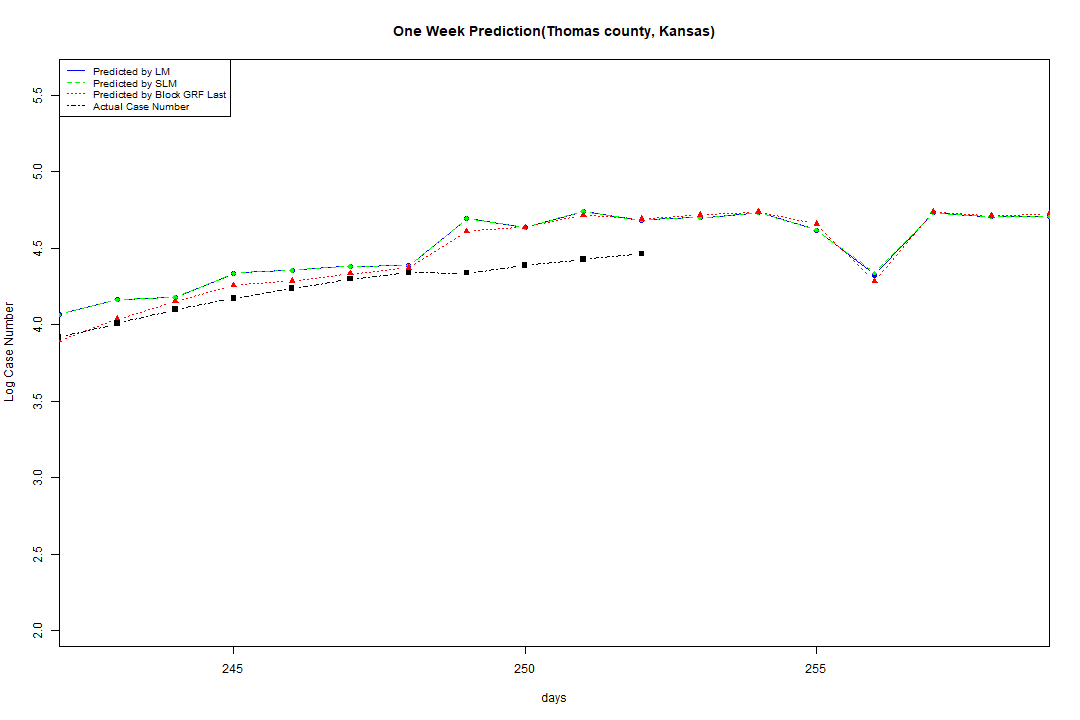 One Week Prediction(Thomas county, Kansas)
Predicted by LM
Predicted by SLM
Predicted by Block GRF Last
Actual Case Number
5.5
5.0
4.5
4.0
3.5
3.0
2.5
2.0
Log Case Number
245 250 255
days